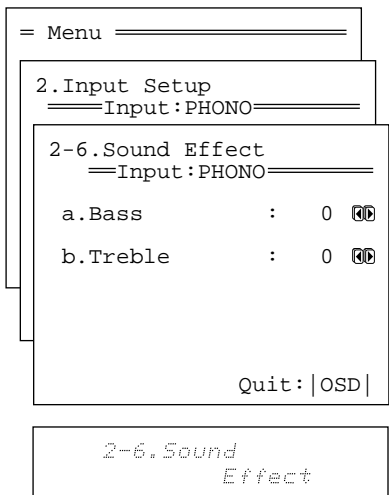 = Menu
2.Input Setup
Input:PHONO
2-6.Sound Effect
Input:PHONO
a.Bass : 0
b.Treble : 0
Quit:|OSD|
2-6.Sound
Effect